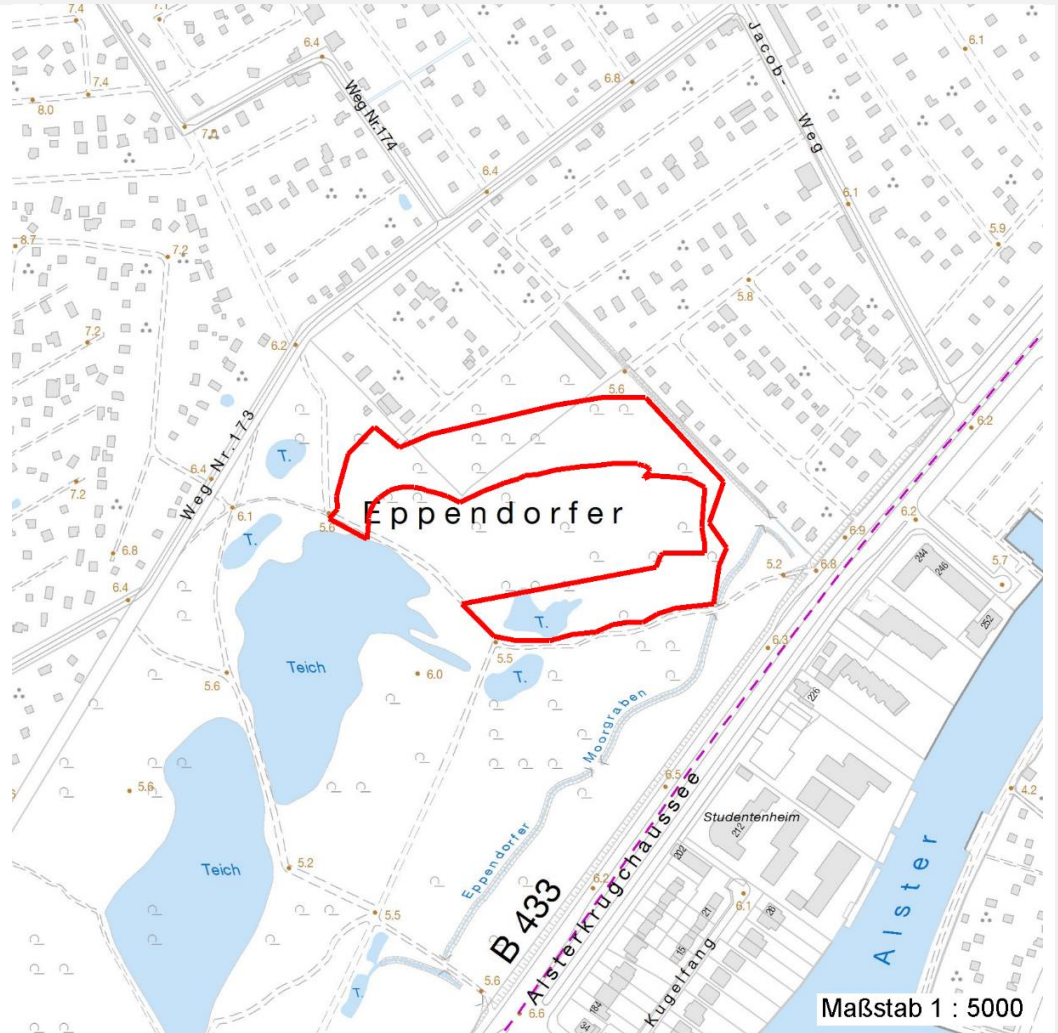 7.4
7.1
6.4
Jacob-
Weg
6.1
7.4
8.0
6.8
Weg Nr.174
6.4
6.1
5.9
8.7
7.2
5.8
7.2
6.2
5.6
6.2
Weg Nr. 173
T.
7.2
6.4
6.1
5.6
Eppendorfer
6.2
T.
6.9
244
246
5.7
6.8
5.2
6.8
6.4
252
T.
5.5
6.3
Teich
5.6
6.0
T.
226
Moorgraben
5.6
6.5
Studentenheim
212
4.2
Teich
5.2
Eppendorfer
202
Alster
B 433
6.2
6.1
5.5
21
26
15
Alsterkrugchaussee
Kugelfang
T.
5.6
6.6
184
Maßstab 1 : 5000